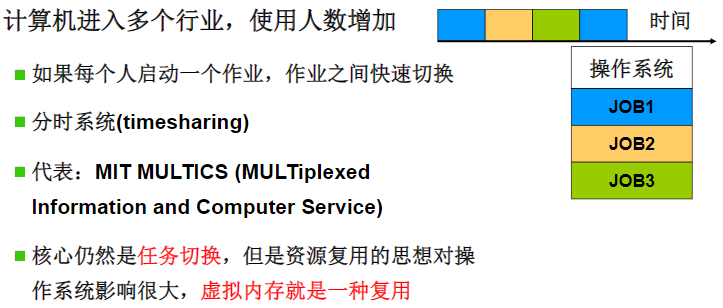 计算机进入多个行业，使用人数增加
时间
如果每个人启动一个作业，作业之间快速切换
操作系统
JOB1
分时系统(timesharing)
JOB2
代表：MIT MULTICS (MULTiplexed
JOB3
Information and Computer Service)
核心仍然是任务切换，但是资源复用的思想对操
作系统影响很大，虚拟内存就是一种复用